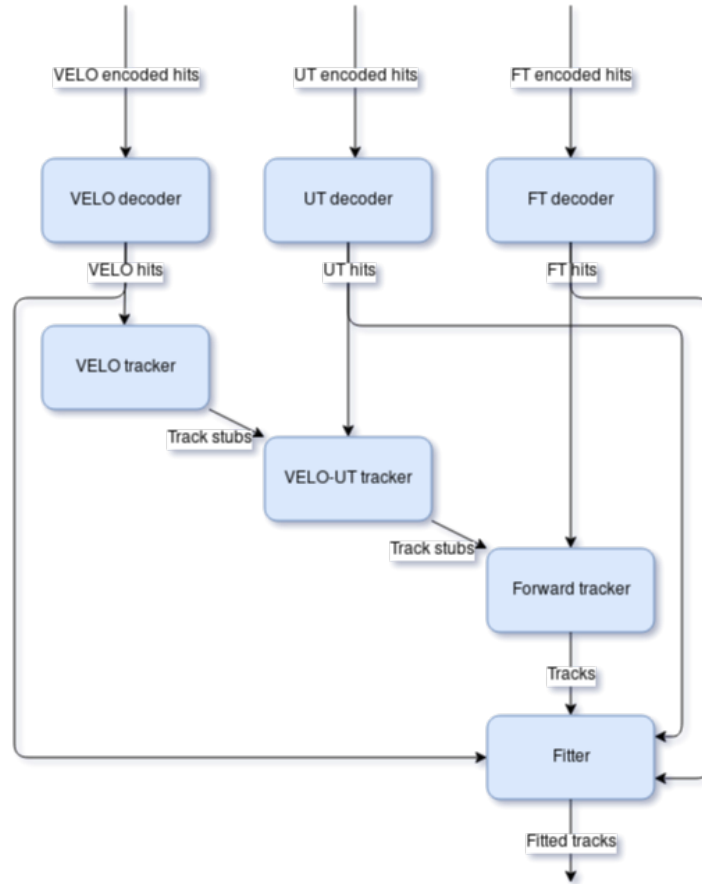 VELO encoded hits
UT encoded hits
FT encoded hits
VELO decoder
UT decoder
FT decoder
VELO hits
UT hits
FT hits
VELO tracker
Track stubs
VELO-UT tracker
Track stubs
Forward tracker
Tracks
Fitter
Fitted tracks